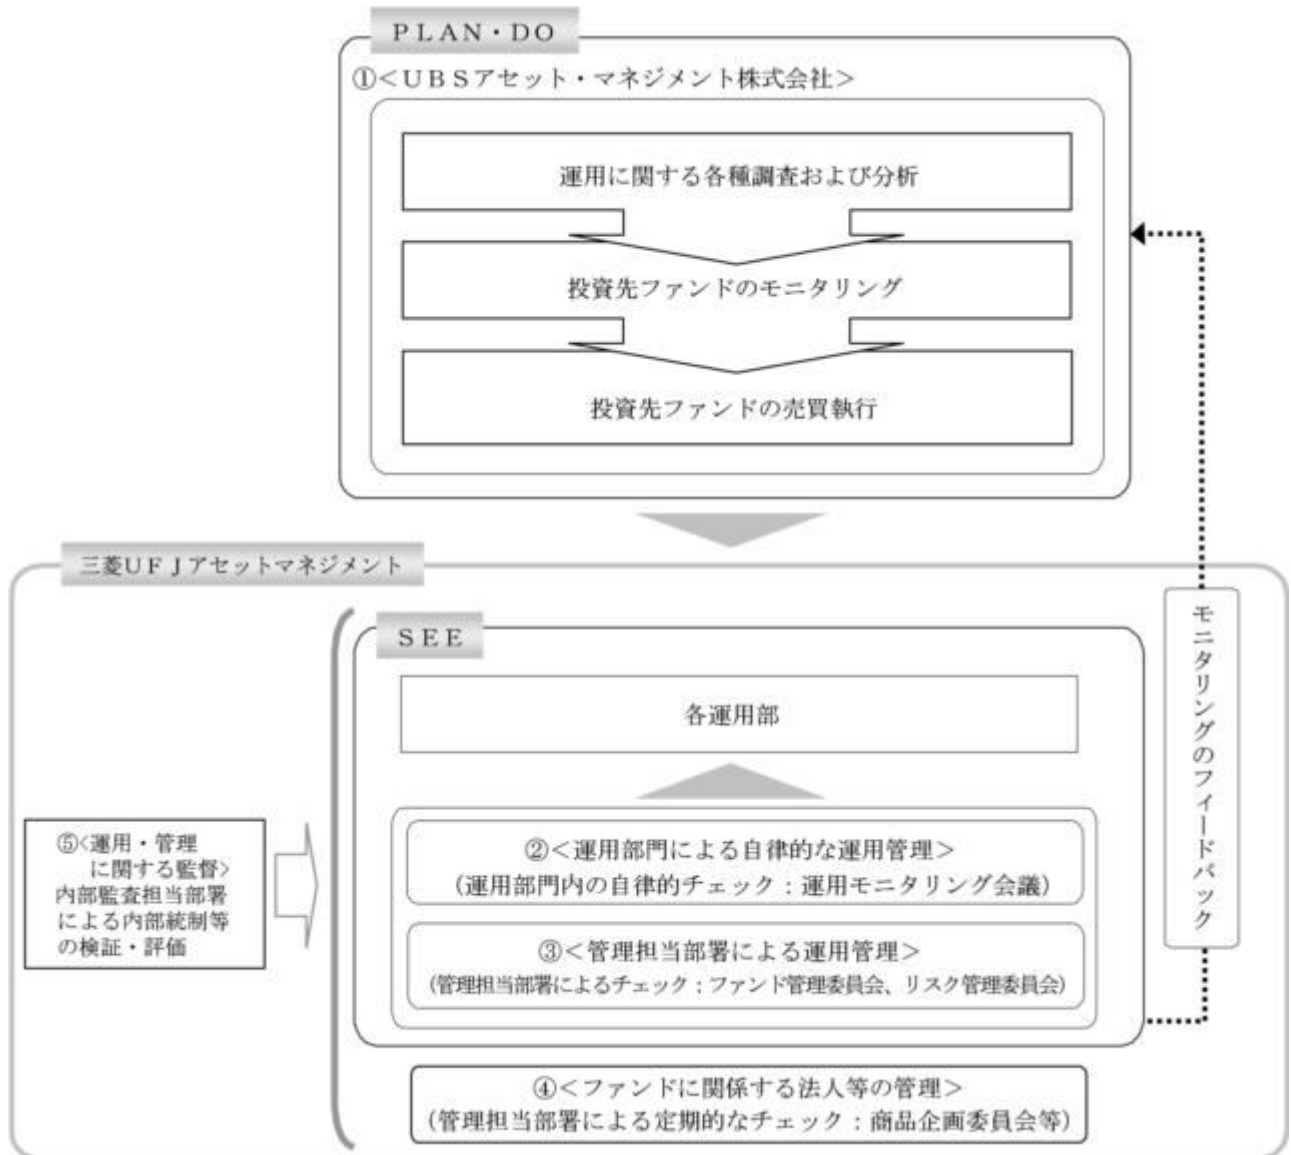 ＰＬＡＮ・ＤＯ
①＜ＵＢＳアセット・マネジメント株式会社＞
運用に関する各種調査および分析
投資先ファンドのモニタリング
投資先ファンドの売買執行
三菱ＵＦＪアセットマネジメント
ＳＥＥ
各運用部
②＜運用部門による自律的な運用管理＞
（運用部門内の自律的チェック：運用モニタリング会議）
③＜管理担当部署による運用管理＞
（管理担当部署によるチェック：ファンド管理委員会、リスク管理委員会）
④＜ファンドに関係する法人等の管理＞
（管理担当部署による定期的なチェック：商品企画委員会等）
⑤<運用・管理
に関する監督>
内部監査担当部署
による内部統制等
の検証・評価
モニタリングのフィードバック